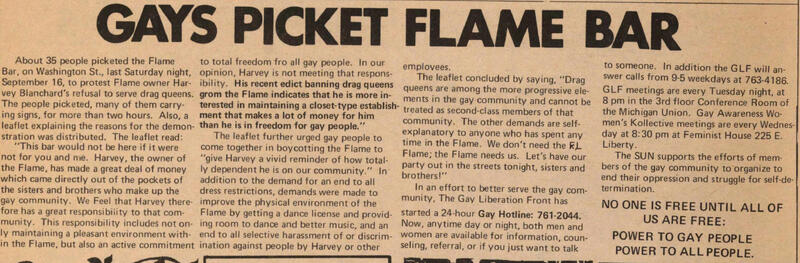 GAYS PICKET FLAME BAR
About 35 people picketed the Flame
Bar, on Washington St., last Saturday night,
September 16, to protest Flame owner Har-
vey Blanchard's refusal to serve drag queens.
The people picketed, many of them carry-
ing signs, for more than two hours. Also, a
leaflet explaining the reasons for the demon-
stration was distributed. The leaflet read:
"This bar would not be here if it were
not for you and me. Harvey, the owner of
the Flame, has made a great deal of money
which came directly out of the pockets of
the sisters and brothers who make up the
gay community. We Feel that Harvey there-
fore has a great responsibility to that com-
munity. This responsibility includes not on-
ly maintaining a pleasant environment with-
in the Flame, but also an active commitment
to total freedom fro all gay people. In our
opinion, Harvey is not meeting that respons-
ibility. His recent edict banning drag queens
grom the Flame indicates that he is more in-
terested in maintaining a closet-type establish-
ment that makes a lot of money for him
than he is in freedom for gay people."
The leaflet further urged gay people to
come together in boycotting the Flame to
"give Harvey a vivid reminder of how total-
ly dependent he is on our community." In
addition to the demand for an end to all
dress restrictions, demands were made to
improve the physical environment of the
Flame by getting a dance license and provid-
ing room to dance and better music, and an
end to all selective harassment of or discrim-
ination against people by Harvey or other
employees.
The leaflet concluded by saying, "Drag
queens are among the more progressive ele-
ments in the gay community and cannot be
treated as second-class members of that
community. The other demands are self-
explanatory to anyone who has spent any
time in the Flame. We don't need the
Flame; the Flame needs us. Let's have our
party out in the streets tonight, sisters and
brothers!"
In an effort to better serve the gay com-
munity, The Gay Liberation Front has
started a 24-hour Gay Hotline: 761-2044.
Now, anytime day or night, both men and
women are available for information, coun-
seling, referral, or if you just want to talk
to someone. In addition the GLF will an-
swer calls from 9-5 weekdays at 763-4186.
GLF meetings are every Tuesday night, at
8 pm in the 3rd floor Conference Room of
the Michigan Union. Gay Awareness Wo-
men's Kollective meetings are every Wednes-
day at 8:30 pm at Feminist House 225 E.
Liberty.
The SUN supports the efforts of mem-
bers of the gay community to organize to
end their oppression and struggle for self-de-
termination.
NO ONE IS FREE UNTIL ALL OF
US ARE FREE:
POWER TO GAY PEOPLE
POWER TO ALL PEOPLE.